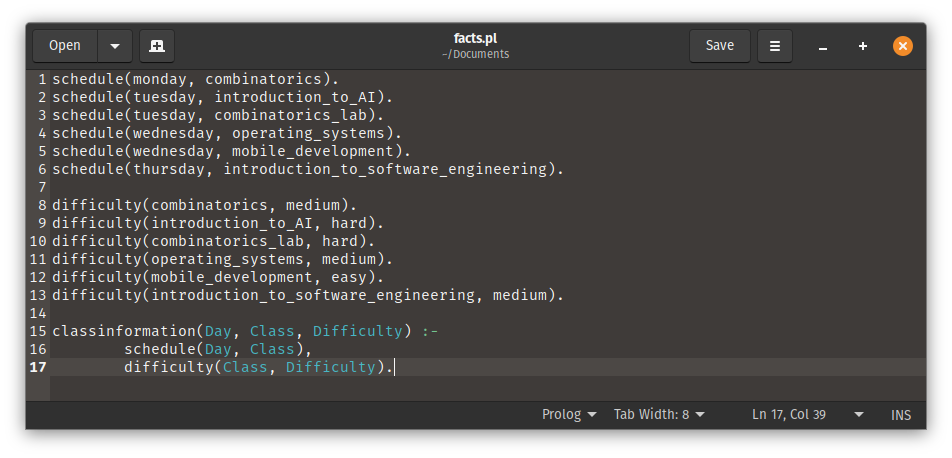 Open
facts.pl
~/Documents
Save
1 schedule(monday, combinatorics).
2 schedule(tuesday, introduction_to_AI).
3 schedule(tuesday, combinatorics_lab).
4 schedule(wednesday, operating_systems).
5 schedule(wednesday, mobile_development).
6 schedule(thursday, introduction_to_software_engineering).
7
8 difficulty(combinatorics, medium).
9 difficulty(introduction_to_AI, hard).
10 difficulty(combinatorics_lab, hard).
11 difficulty(operating_systems, medium).
12 difficulty(mobile_development, easy).
13 difficulty(introduction_to_software_engineering, medium).
14
15 classinformation(Day, Class, Difficulty) :-
16         schedule(Day, Class),
17         difficulty(Class, Difficulty).
Prolog Tab Width: 8 Ln 17, Col 39 INS